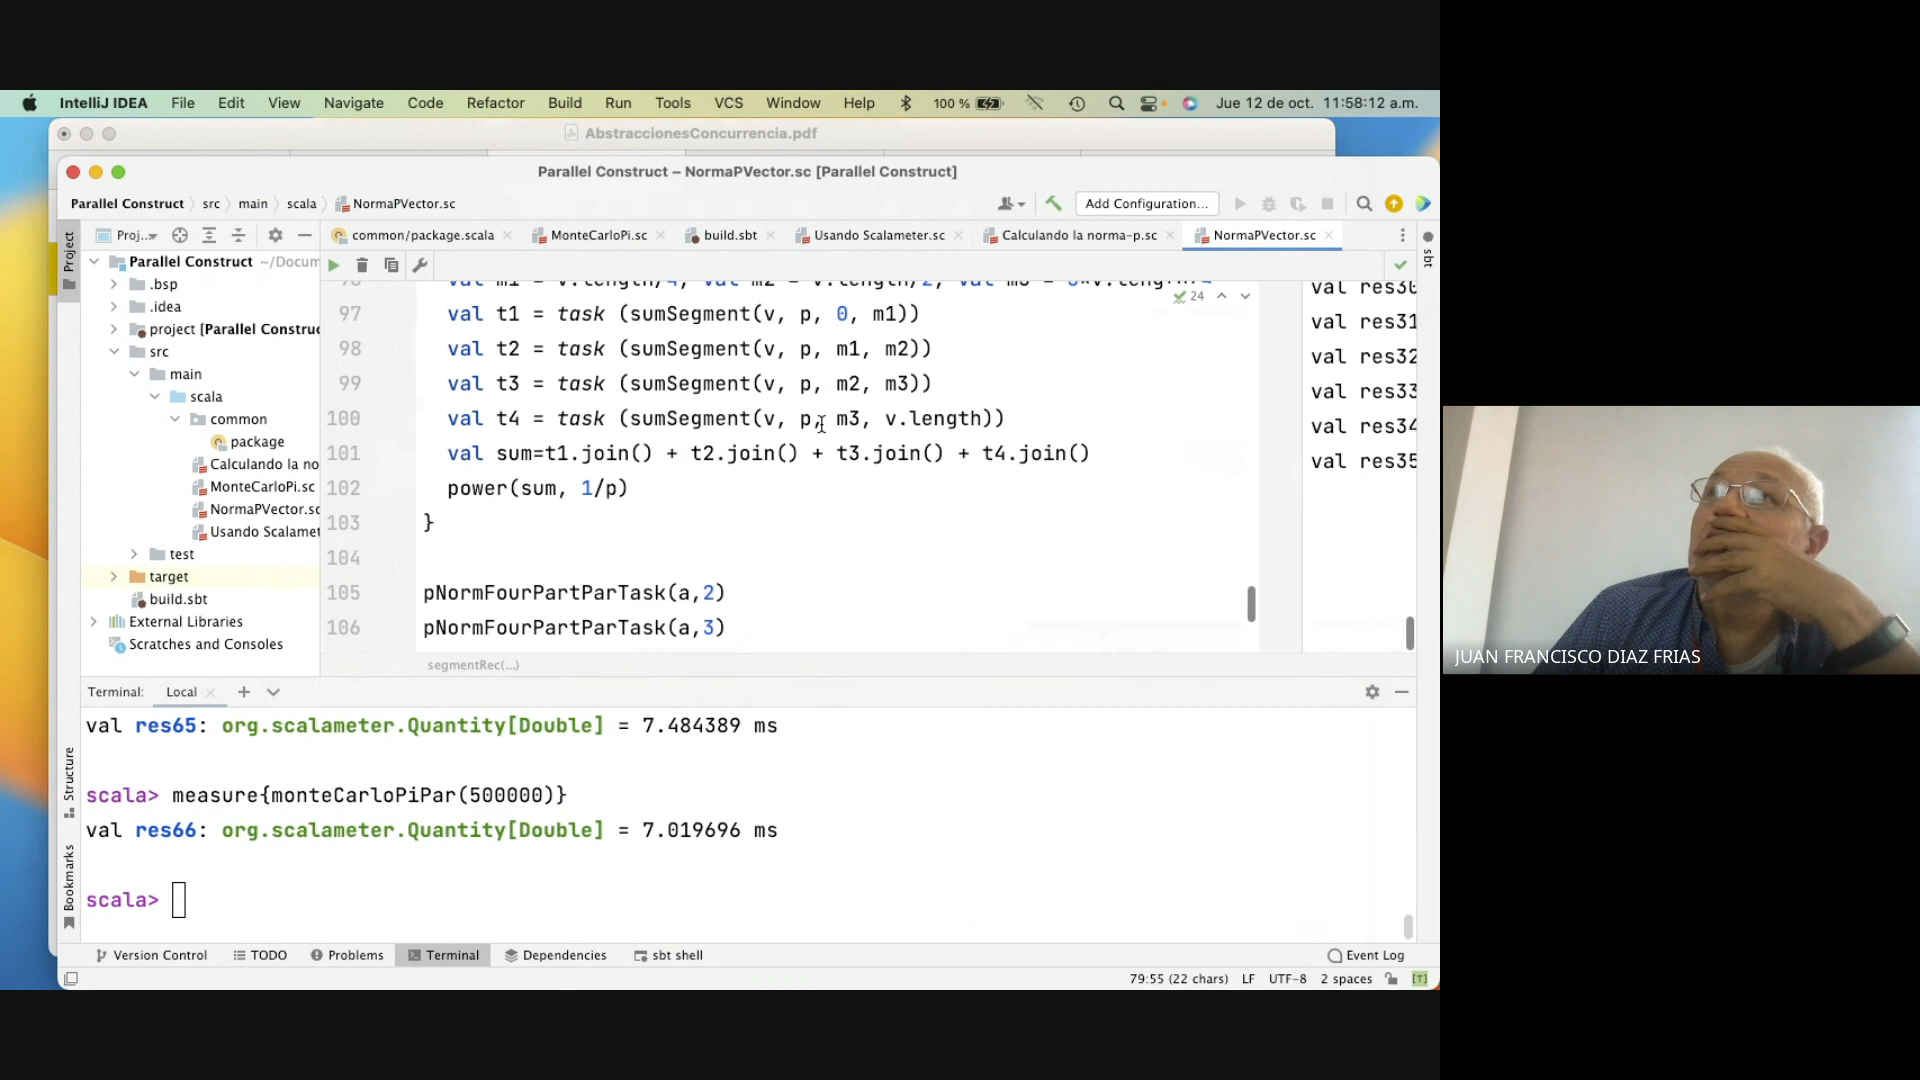 IntelliJ IDEA File Edit View Navigate Code Refactor Build Run Tools VCS Window Help 100 % Jue 12 de oct. 11:58:12 a.m.
AbstraccionesConcurrencia.pdf
Parallel Construct – NormaPVector.sc [Parallel Construct]
Parallel Construct src main scala NormaPVector.sc Add Configuration...
Project Proj... common/package.scala MonteCarloPi.sc build.sbt Usando Scalameter.sc Calculando la norma-p.sc NormaPVector.sc sbt
Parallel Construct ~/Docum
.bsp
.idea
project [Parallel Construc
src
main
scala
common
package
Calculando la no
MonteCarloPi.sc
NormaPVector.sc
Usando Scalamet
test
target
build.sbt
External Libraries
Scratches and Consoles
24
97 val t1 = task (sumSegment(v, p, 0, m1))
98 val t2 = task (sumSegment(v, p, m1, m2))
99 val t3 = task (sumSegment(v, p, m2, m3))
100 val t4 = task (sumSegment(v, p, m3, v.length))
101 val sum=t1.join() + t2.join() + t3.join() + t4.join()
102 power(sum, 1/p)
103 }
104
105 pNormFourPartParTask(a,2)
106 pNormFourPartParTask(a,3)
segmentRec(...)
val res30
val res31
val res32
val res33
val res34
val res35
Terminal: Local
val res65: org.scalameter.Quantity[Double] = 7.484389 ms
scala> measure{monteCarloPiPar(500000)}
val res66: org.scalameter.Quantity[Double] = 7.019696 ms
scala>
Structure
Bookmarks
Version Control TODO Problems Terminal Dependencies sbt shell Event Log
79:55 (22 chars) LF UTF-8 2 spaces [T]
JUAN FRANCISCO DIAZ FRIAS